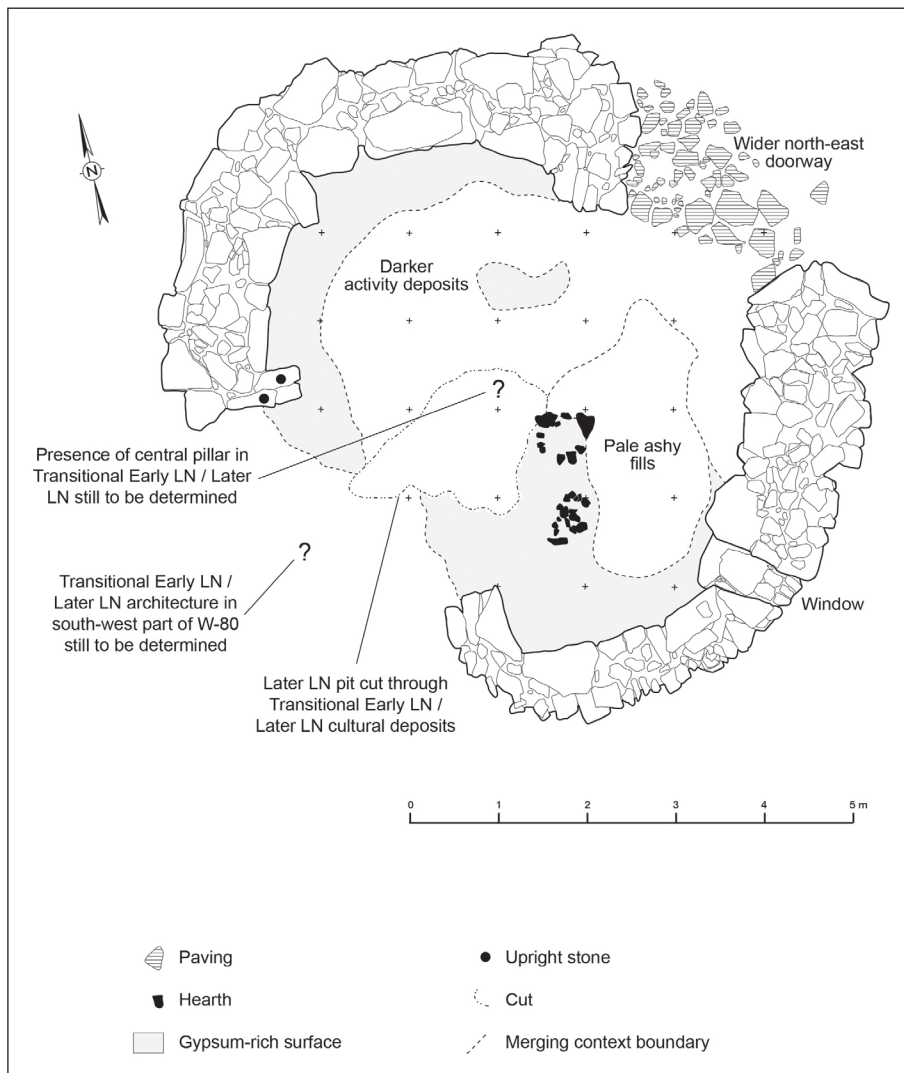 N
Wider north-east
doorway
Darker
activity deposits
?
Presence of central pillar in
Transitional Early LN / Later
LN still to be determined
Pale ashy
fills
?
Transitional Early LN /
Later LN architecture in
south-west part of W-80
still to be determined
Window
Later LN pit cut through
Transitional Early LN /
Later LN cultural deposits
0 1 2 3 4 5 m
Paving
Upright stone
Hearth
Cut
Gypsum-rich surface
Merging context boundary